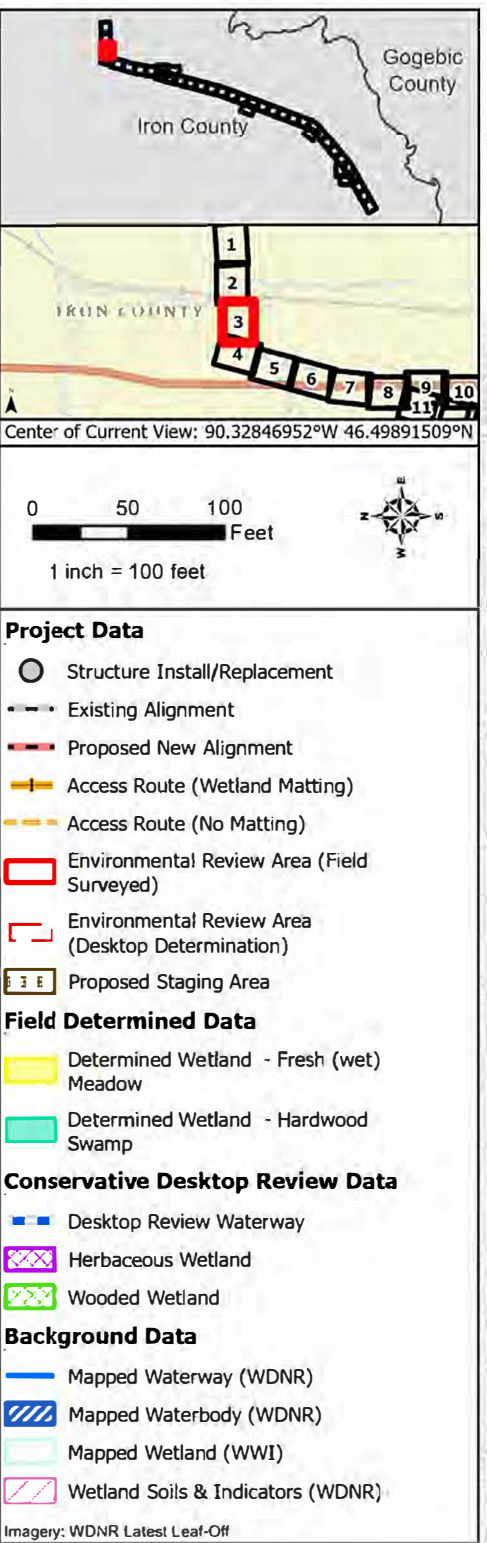 Gogebic
County
Iron County
1
2
IRON COUNTY
3
4
5
6
7
8
9
10
11
N
Center of Current View: 90.32846952°W 46.49891509°N
0 50 100
Feet
1 inch = 100 feet
E
N S
W
Project Data
Structure Install/Replacement
Existing Alignment
Proposed New Alignment
Access Route (Wetland Matting)
Access Route (No Matting)
Environmental Review Area (Field
Surveyed)
Environmental Review Area
(Desktop Determination)
Proposed Staging Area
Field Determined Data
Determined Wetland - Fresh (wet)
Meadow
Determined Wetland - Hardwood
Swamp
Conservative Desktop Review Data
Desktop Review Waterway
Herbaceous Wetland
Wooded Wetland
Background Data
Mapped Waterway (WDNR)
Mapped Waterbody (WDNR)
Mapped Wetland (WWI)
Wetland Soils & Indicators (WDNR)
Imagery: WDNR Latest Leaf-Off